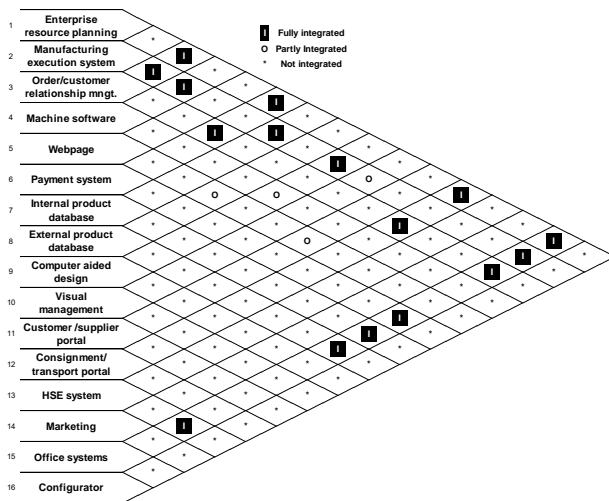 1
Enterprise
resource planning
2
Manufacturing
execution system
3
Order/customer
relationship mngt.
4
Machine software
5
Webpage
6
Payment system
7
Internal product
database
8
External product
database
9
Computer aided
design
10
Visual
management
11
Customer /supplier
portal
12
Consignment/
transport portal
13
HSE system
14
Marketing
15
Office systems
16
Configurator
I Fully integrated
O Partly Integrated
* Not integrated
I
I
I
I
I
I
I
O
I
O
O
I
I
O
I
I
I
I
I
I